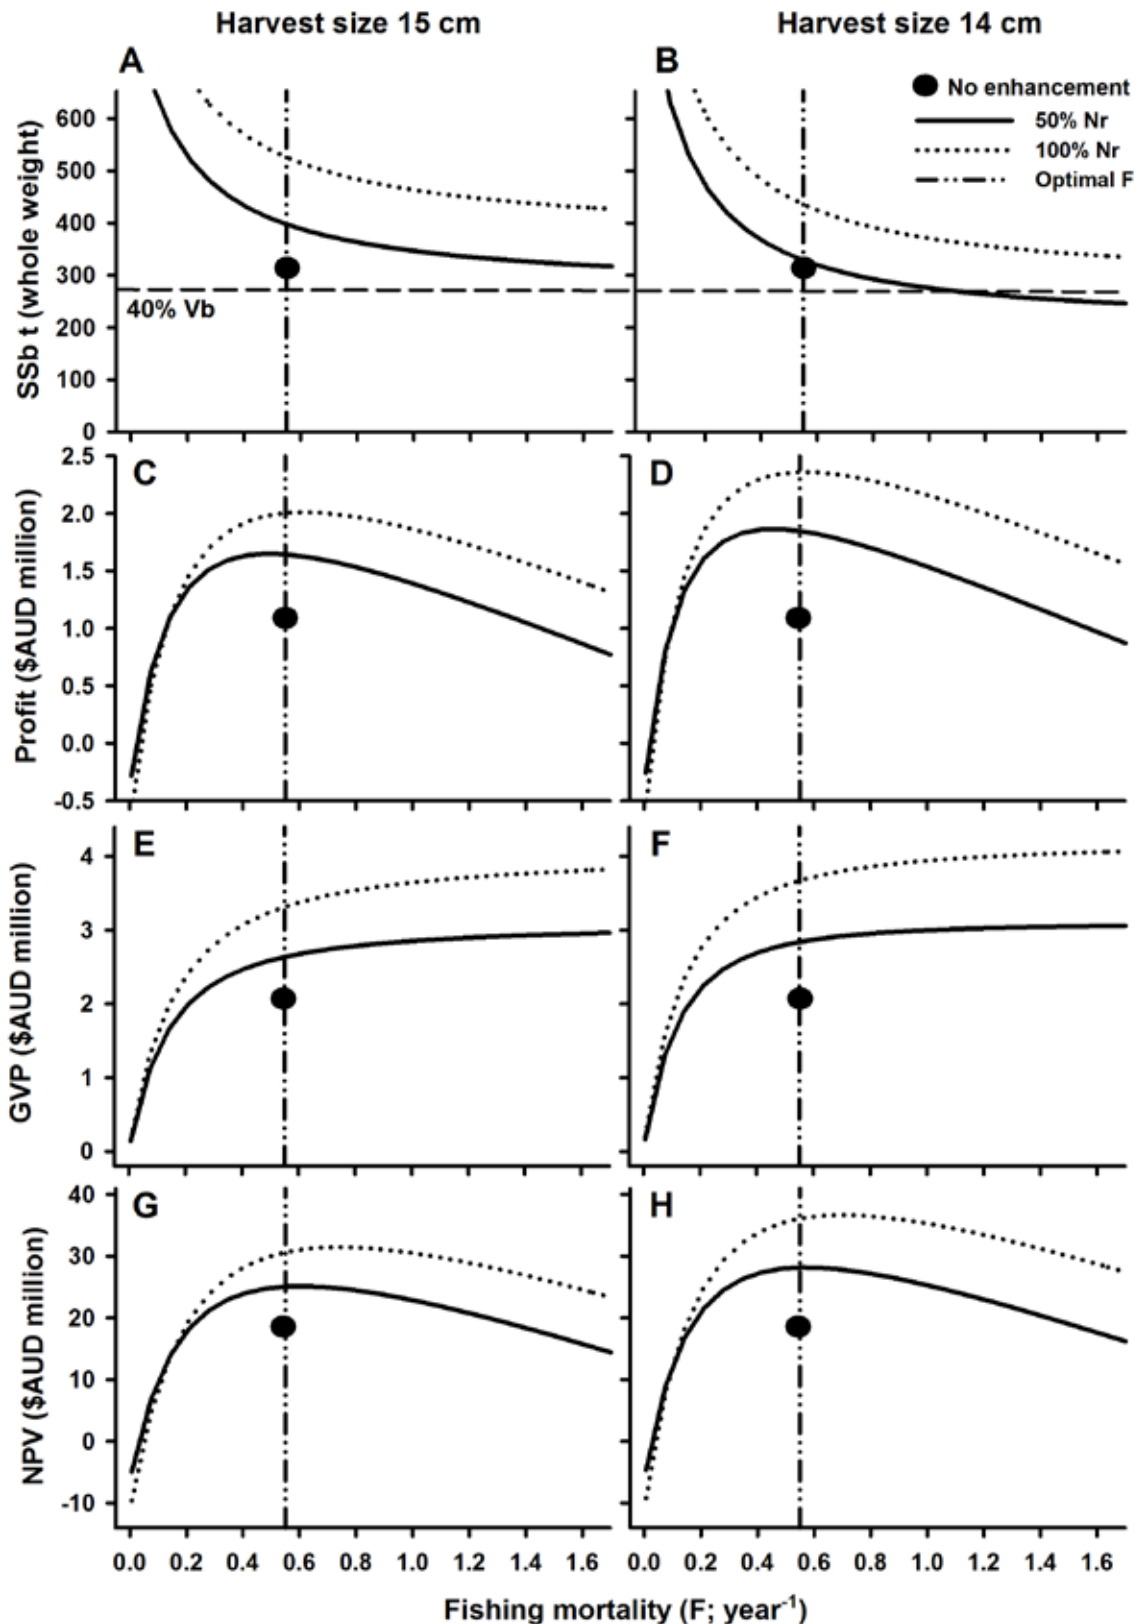 Harvest size 15 cm
Harvest size 14 cm
A
B
No enhancement
50% Nr
100% Nr
Optimal F
SSb t (whole weight)
600
500
400
300
200
100
0
40% Vb
C
D
Profit ($AUD million)
2.5
2.0
1.5
1.0
0.5
0.0
-0.5
E
F
GVP ($AUD million)
4
3
2
1
0
G
H
NPV ($AUD million)
40
30
20
10
0
-10
0.0 0.2 0.4 0.6 0.8 1.0 1.2 1.4 1.6
0.0 0.2 0.4 0.6 0.8 1.0 1.2 1.4 1.6
Fishing mortality (F; year⁻¹)